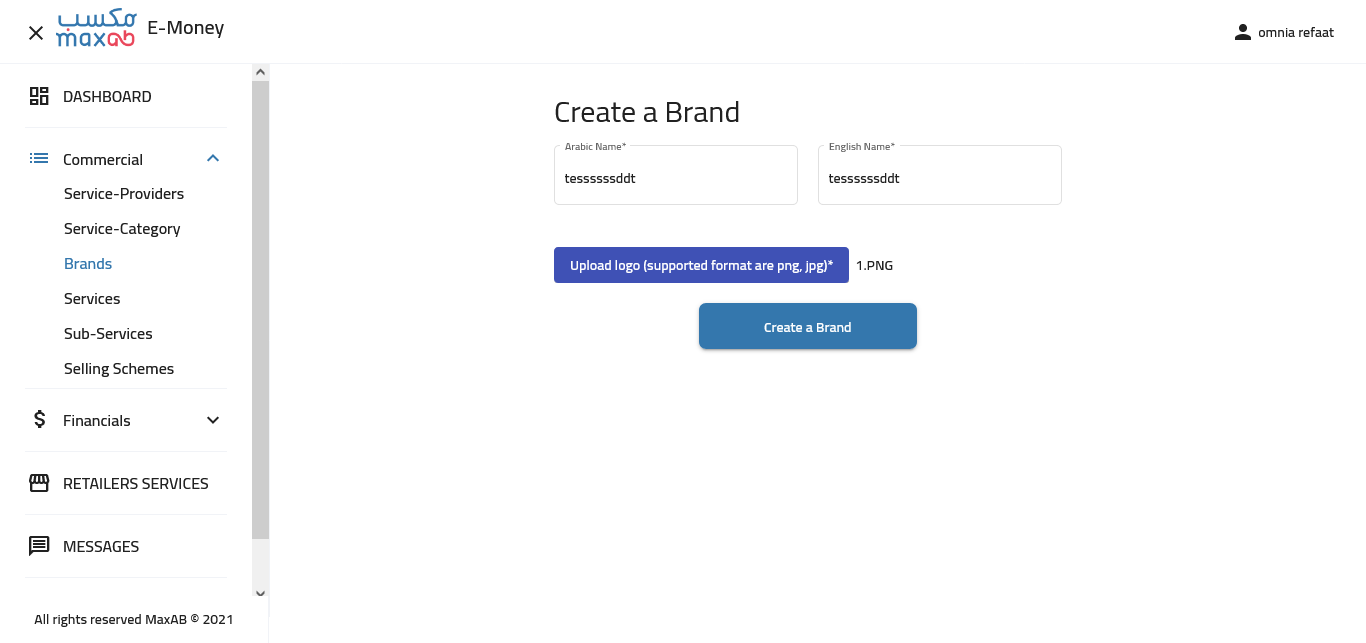 مكسب
maxab
E-Money
omnia refaat
DASHBOARD
Commercial
Service-Providers
Service-Category
Brands
Services
Sub-Services
Selling Schemes
Financials
RETAILERS SERVICES
MESSAGES
All rights reserved MaxAB © 2021
Create a Brand
Arabic Name*
tessssssddt
English Name*
tessssssddt
Upload logo (supported format are png, jpg)*
1.PNG
Create a Brand